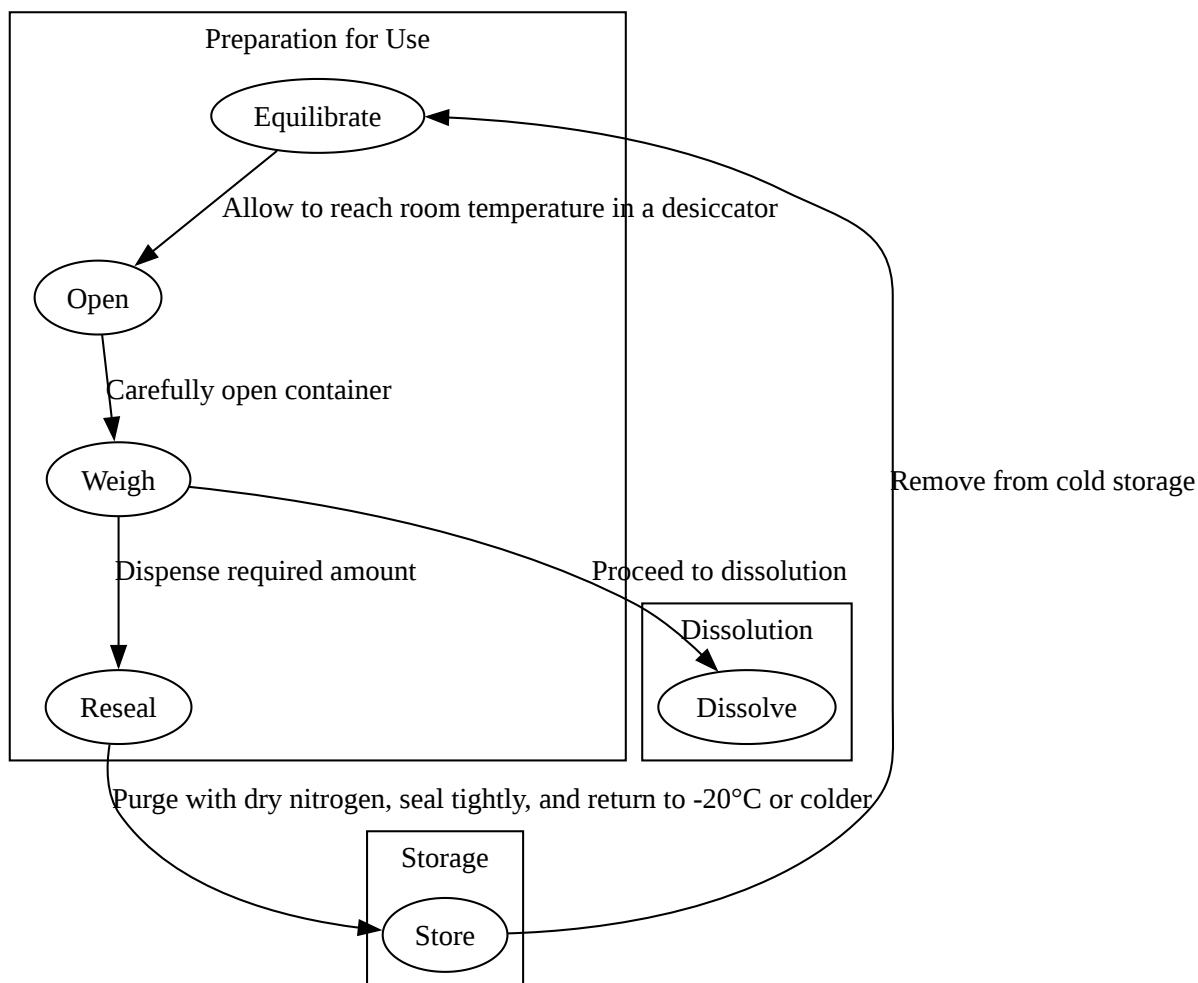 Preparation for Use
Equilibrate
Allow to reach room temperature in a desiccator
Open
Carefully open container
Weigh
Remove from cold storage
Dispense required amount
Proceed to dissolution
Dissolution
Reseal
Dissolve
Purge with dry nitrogen, seal tightly, and return to -20°C or colder
Storage
Store